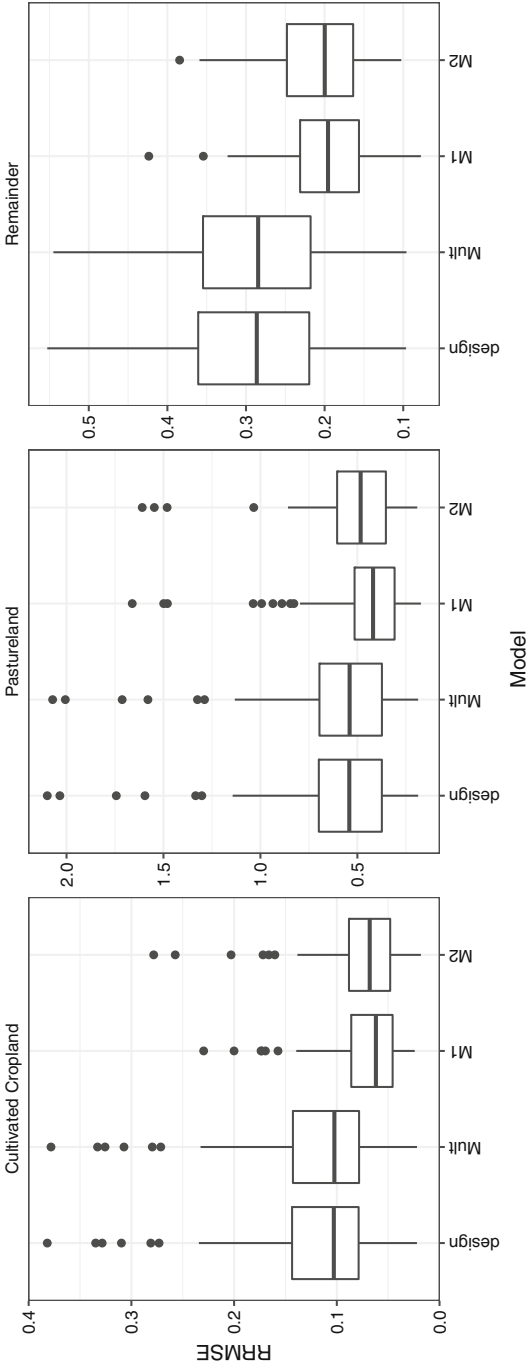 Cultivated Cropland
Pastureland
Remainder
RRMSE
0.4
0.3
0.2
0.1
0.0
design
Mult
M1
M2
2.0
1.5
1.0
0.5
design
Mult
M1
M2
0.5
0.4
0.3
0.2
0.1
design
Mult
M1
M2
Model